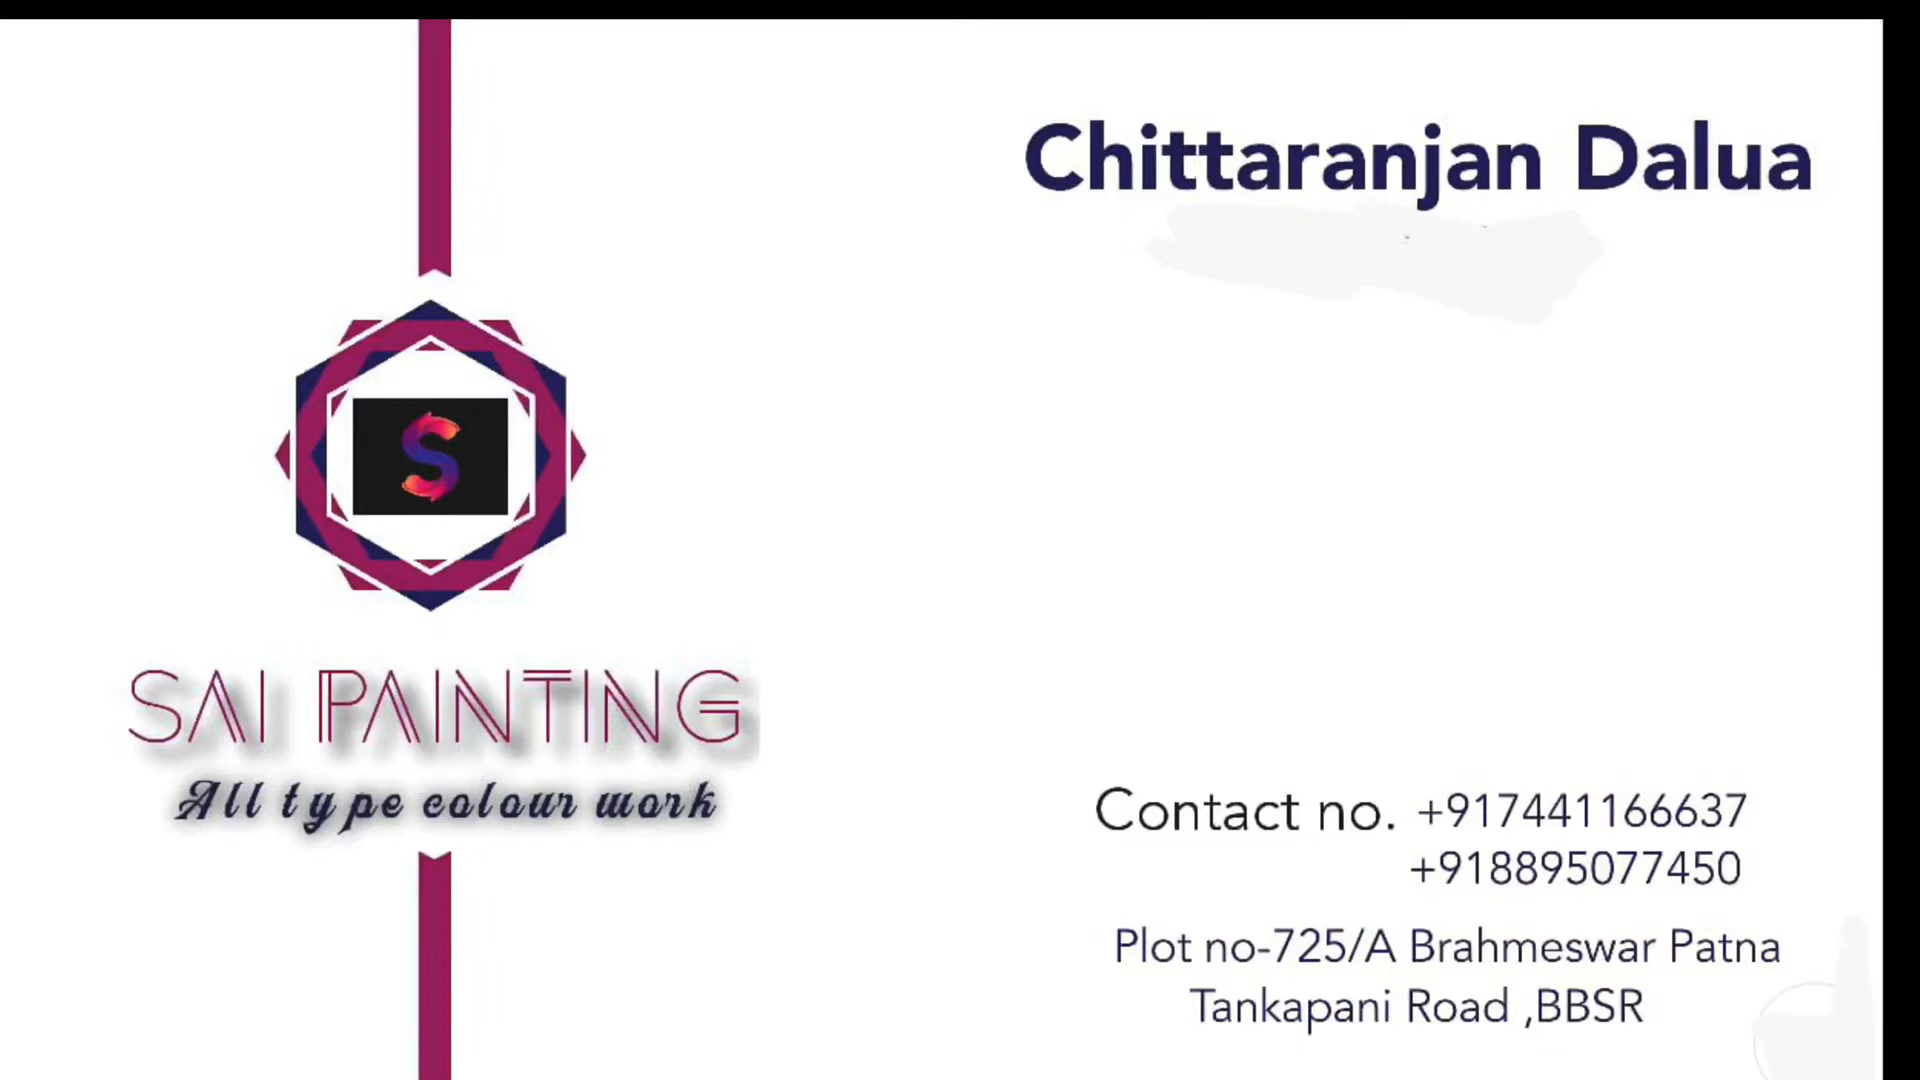 Chittaranjan Dalua
S
SAI PAINTING
All type colour work
Contact no. +917441166637
+918895077450
Plot no-725/A Brahmeswar Patna
Tankapani Road ,BBSR